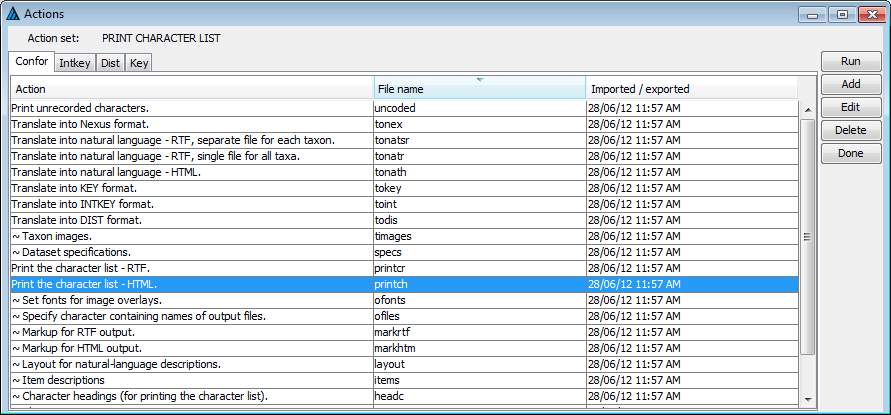 Actions
Action set: PRINT CHARACTER LIST
Confor Intkey Dist Key
Action File name Imported / exported
Print unrecorded characters. uncoded 28/06/12 11:57 AM
Translate into Nexus format. tonex 28/06/12 11:57 AM
Translate into natural language - RTF, separate file for each taxon. tonatsr 28/06/12 11:57 AM
Translate into natural language - RTF, single file for all taxa. tonatr 28/06/12 11:57 AM
Translate into natural language - HTML. tonath 28/06/12 11:57 AM
Translate into KEY format. tokey 28/06/12 11:57 AM
Translate into INTKEY format. toint 28/06/12 11:57 AM
Translate into DIST format. todis 28/06/12 11:57 AM
~ Taxon images. timages 28/06/12 11:57 AM
~ Dataset specifications. specs 28/06/12 11:57 AM
Print the character list - RTF. printcr 28/06/12 11:57 AM
Print the character list - HTML. printch 28/06/12 11:57 AM
~ Set fonts for image overlays. ofonts 28/06/12 11:57 AM
~ Specify character containing names of output files. ofiles 28/06/12 11:57 AM
~ Markup for RTF output. markrtf 28/06/12 11:57 AM
~ Markup for HTML output. markhtm 28/06/12 11:57 AM
~ Layout for natural-language descriptions. layout 28/06/12 11:57 AM
~ Item descriptions items 28/06/12 11:57 AM
~ Character headings (for printing the character list). headc 28/06/12 11:57 AM
Run
Add
Edit
Delete
Done